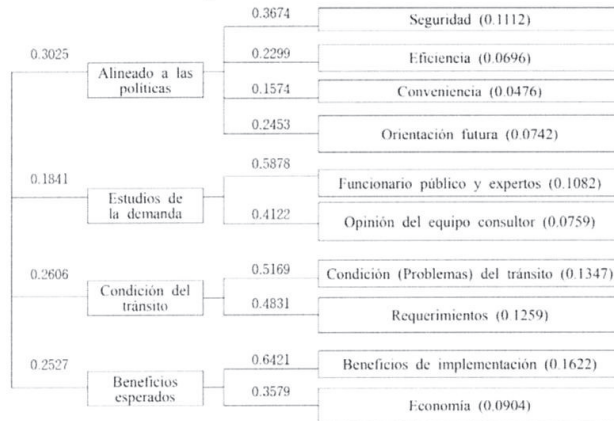 0.3674
Seguridad (0.1112)
0.3025
Alineado a las
políticas
0.2299
Eficiencia (0.0696)
0.1574
Conveniencia (0.0476)
0.2453
Orientación futura (0.0742)
0.1841
Estudios de
la demanda
0.5878
Funcionario público y expertos (0.1082)
0.4122
Opinión del equipo consultor (0.0759)
0.2606
Condición del
tránsito
0.5169
Condición (Problemas) del tránsito (0.1347)
0.4831
Requerimientos (0.1259)
0.2527
Beneficios
esperados
0.6421
Beneficios de implementación (0.1622)
0.3579
Economía (0.0904)